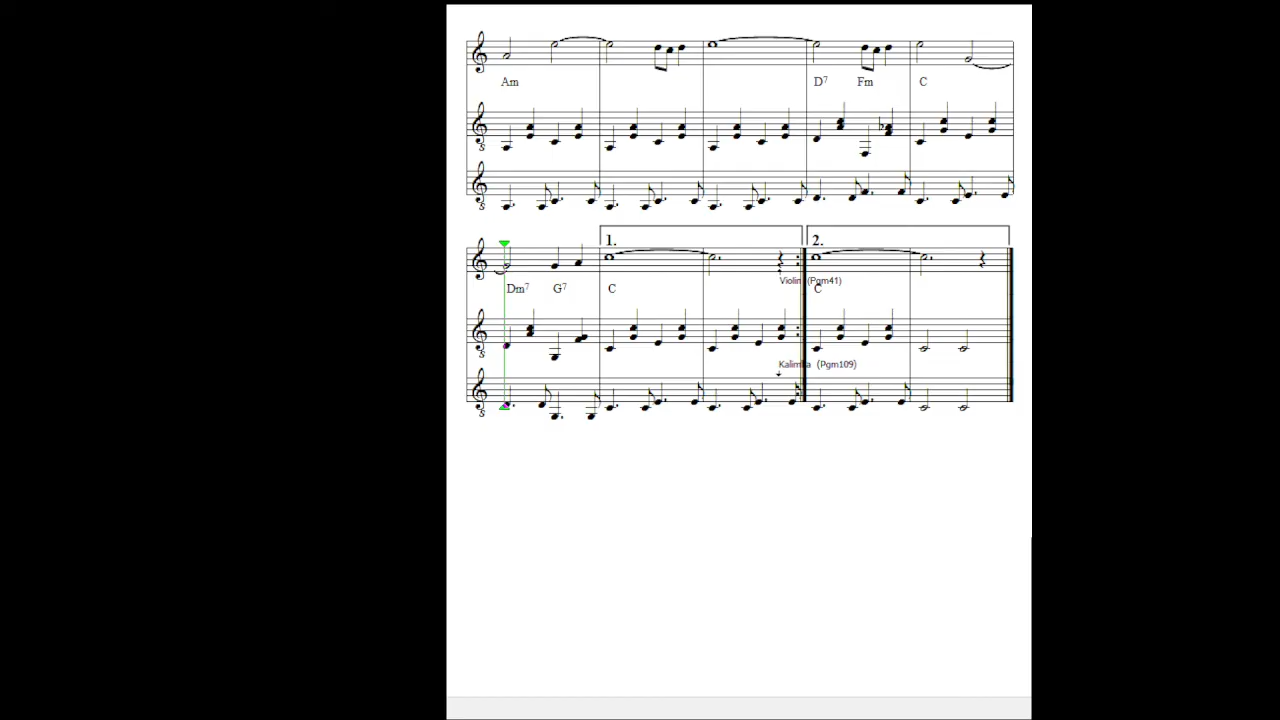 Am D7 Fm C
1. 2.
Violin (Pgm41)
Dm7 G7 C C
Kalimba (Pgm109)